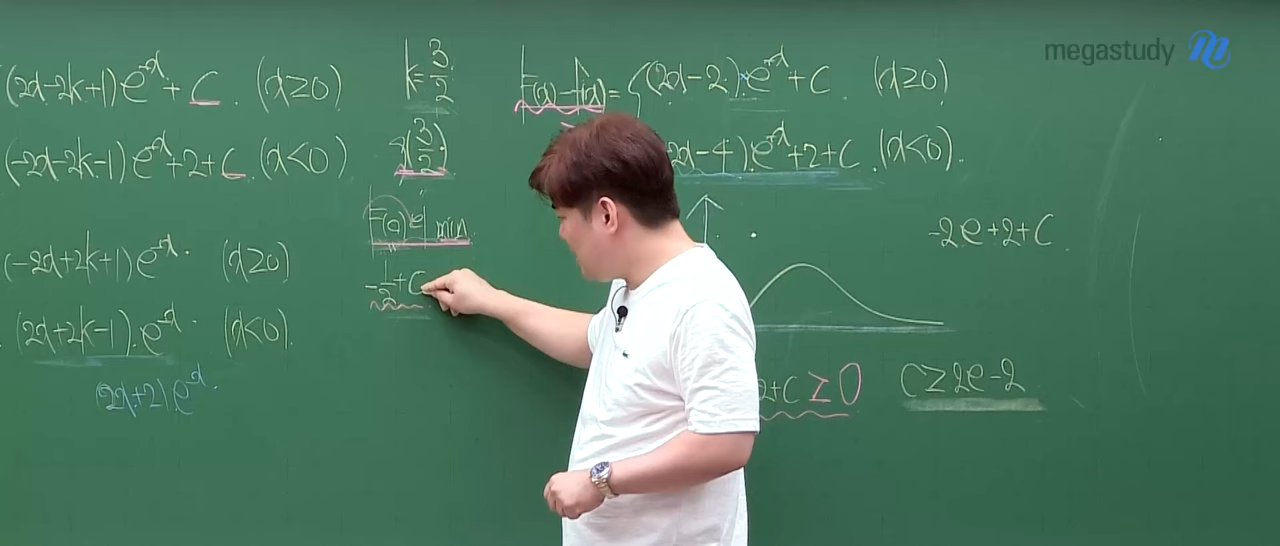 megastudy
(2x-2k+1)e^{-x}+C. (x≥0)
(-2x-2k-1)e^{-x}+2+C. (x<0)
(-2x+2k+1)e^{-x}. (x≥0)
(2x+2k-1).e^{-x}. (x<0).
(2x+2)e^{-x}.
k=3/2
g(3/2)
F(x)의 min
-1/2+C
F(x)-f(x)={(2x-2).e^{-x}+C (x≥0)
2x-4).e^{-x}+2+C.(x<0).
-2e+2+C.
2+C≥0
C≥2e-2